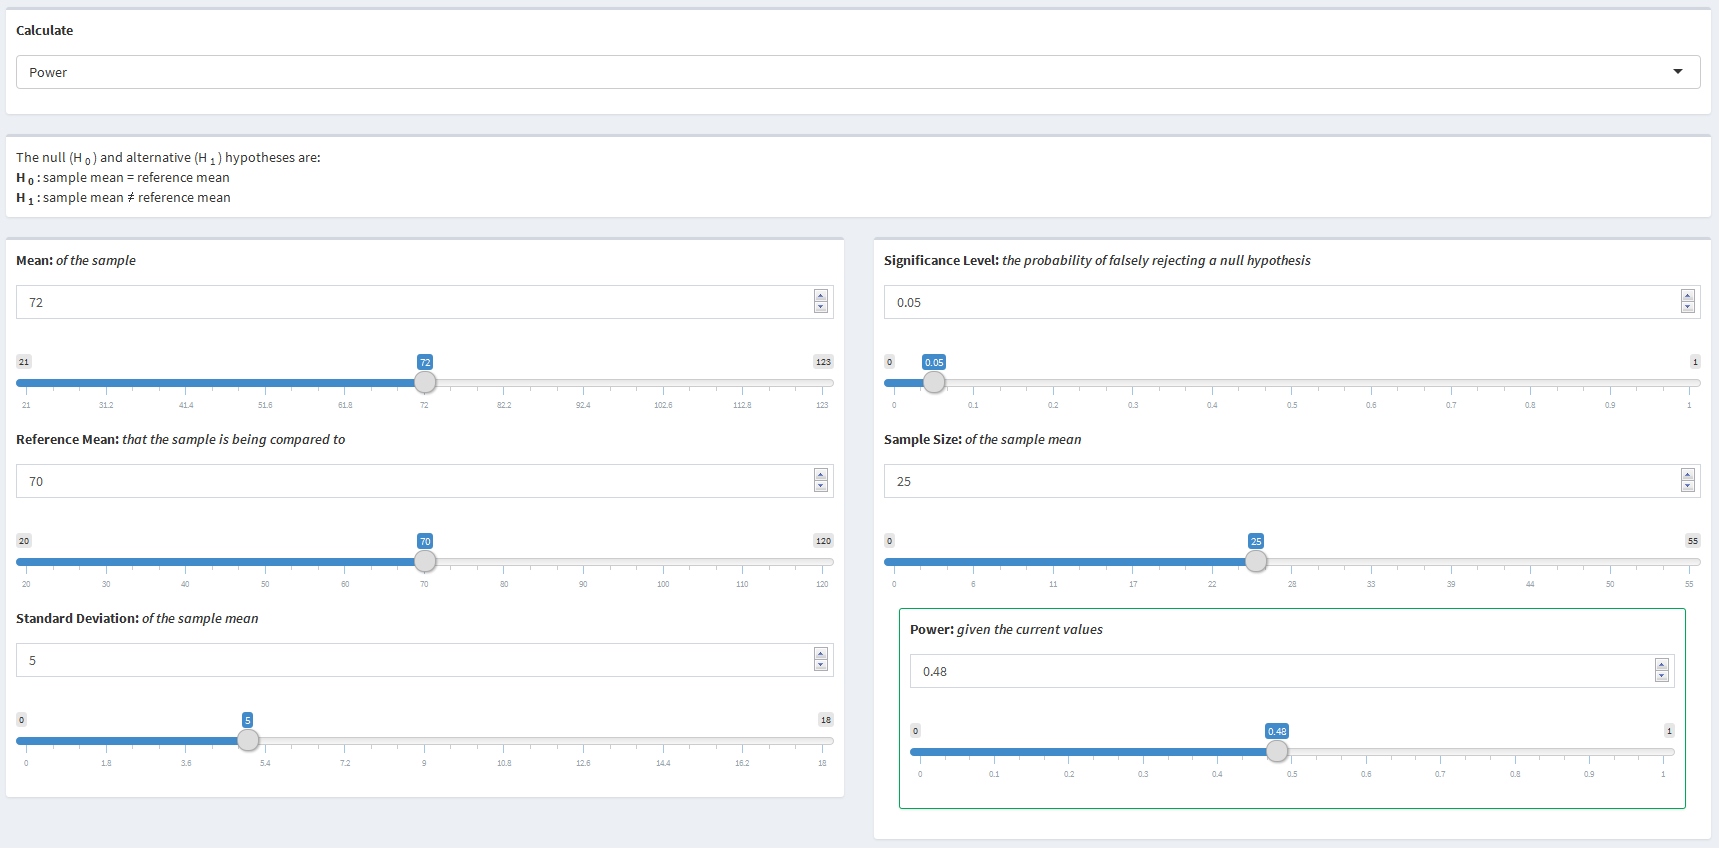 Calculate
Power
The null (H 0 ) and alternative (H 1 ) hypotheses are:
H 0 : sample mean = reference mean
H 1 : sample mean ≠ reference mean
Mean: of the sample
72
21 72 123
21 31.2 41.4 51.6 61.8 72 82.2 92.4 102.6 112.8 123
Reference Mean: that the sample is being compared to
70
20 70 120
20 30 40 50 60 70 80 90 100 110 120
Standard Deviation: of the sample mean
5
0 5 18
0 1.8 3.6 5.4 7.2 9 10.8 12.6 14.4 16.2 18
Significance Level: the probability of falsely rejecting a null hypothesis
0.05
0 0.05 1
0 0.1 0.2 0.3 0.4 0.5 0.6 0.7 0.8 0.9 1
Sample Size: of the sample mean
25
0 25 55
0 6 11 17 22 28 33 39 44 50 55
Power: given the current values
0.48
0 0.48 1
0 0.1 0.2 0.3 0.4 0.5 0.6 0.7 0.8 0.9 1